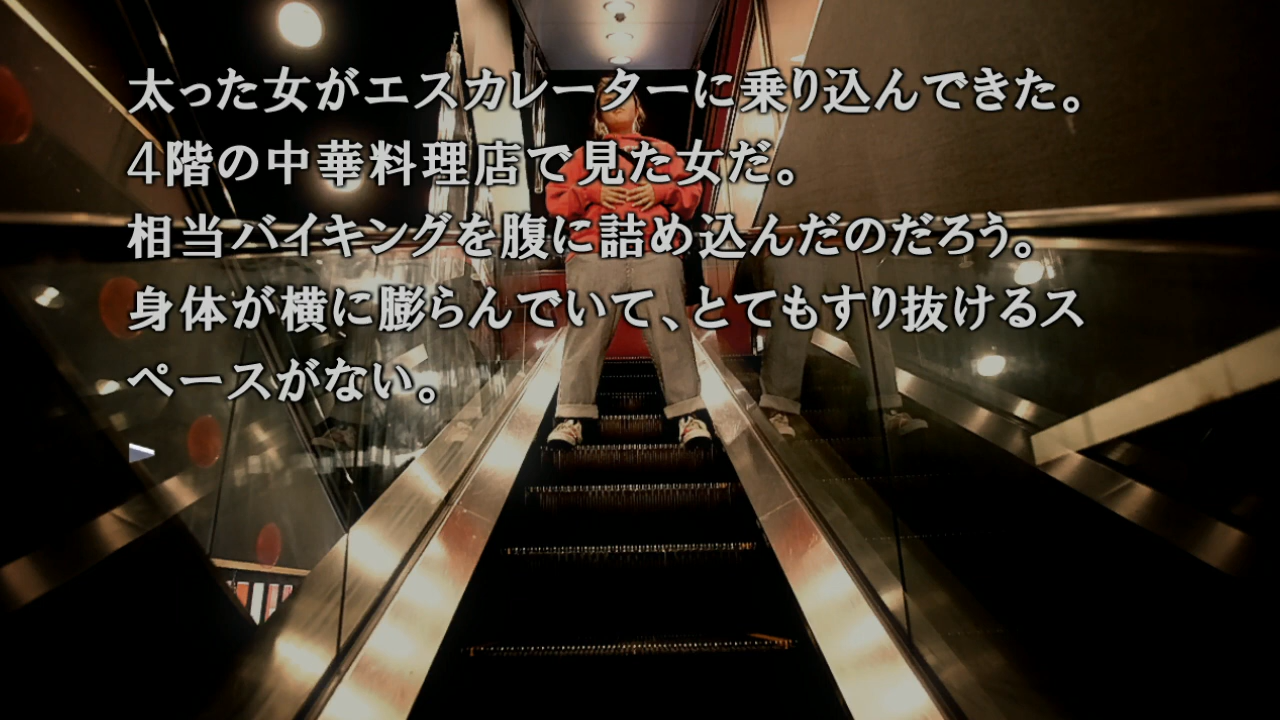 太った女がエスカレーターに乗り込んできた。
４階の中華料理店で見た女だ。
相当バイキングを腹に詰め込んだのだろう。
身体が横に膨らんでいて、とてもすり抜けるス
ペースがない。